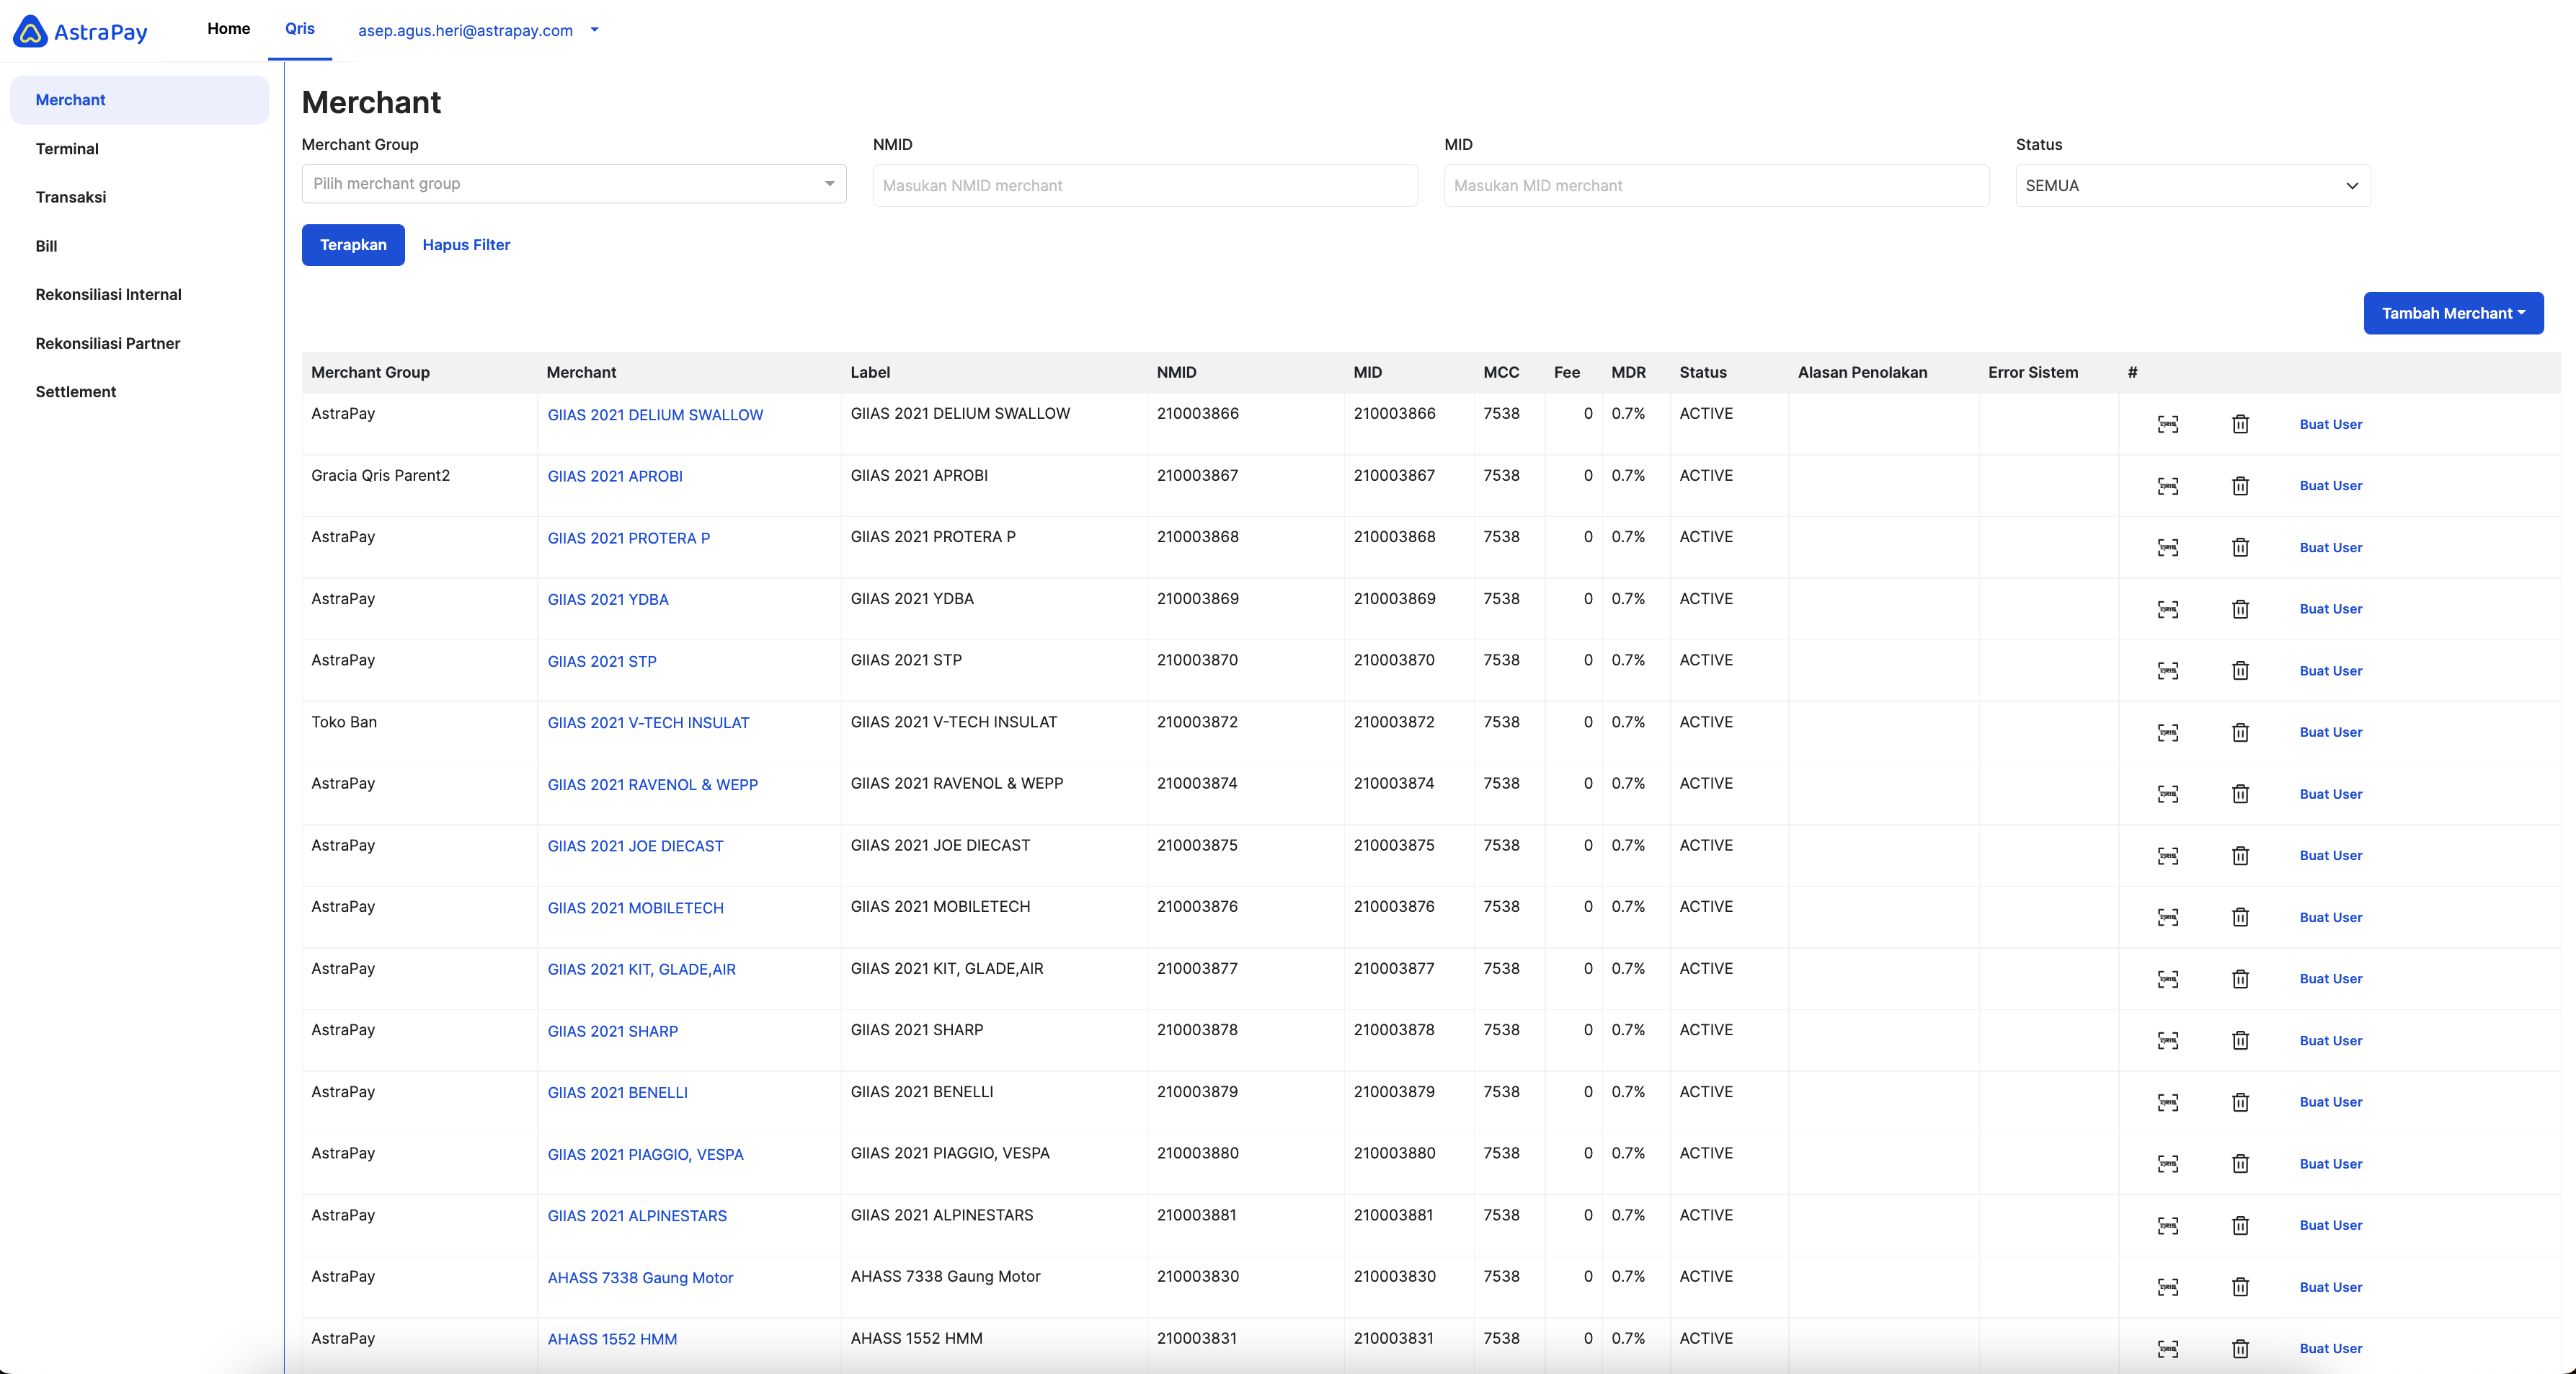 AstraPay
Home Qris asep.agus.heri@astrapay.com
Merchant
Terminal
Transaksi
Bill
Rekonsiliasi Internal
Rekonsiliasi Partner
Settlement
Merchant
Merchant Group NMID MID Status
Pilih merchant group Masukan NMID merchant Masukan MID merchant SEMUA
Terapkan Hapus Filter
Tambah Merchant
Merchant Group Merchant Label NMID MID MCC Fee MDR Status Alasan Penolakan Error Sistem #
AstraPay GIIAS 2021 DELIUM SWALLOW GIIAS 2021 DELIUM SWALLOW 210003866 210003866 7538 0 0.7% ACTIVE Buat User
Gracia Qris Parent2 GIIAS 2021 APROBI GIIAS 2021 APROBI 210003867 210003867 7538 0 0.7% ACTIVE Buat User
AstraPay GIIAS 2021 PROTERA P GIIAS 2021 PROTERA P 210003868 210003868 7538 0 0.7% ACTIVE Buat User
AstraPay GIIAS 2021 YDBA GIIAS 2021 YDBA 210003869 210003869 7538 0 0.7% ACTIVE Buat User
AstraPay GIIAS 2021 STP GIIAS 2021 STP 210003870 210003870 7538 0 0.7% ACTIVE Buat User
Toko Ban GIIAS 2021 V-TECH INSULAT GIIAS 2021 V-TECH INSULAT 210003872 210003872 7538 0 0.7% ACTIVE Buat User
AstraPay GIIAS 2021 RAVENOL & WEPP GIIAS 2021 RAVENOL & WEPP 210003874 210003874 7538 0 0.7% ACTIVE Buat User
AstraPay GIIAS 2021 JOE DIECAST GIIAS 2021 JOE DIECAST 210003875 210003875 7538 0 0.7% ACTIVE Buat User
AstraPay GIIAS 2021 MOBILETECH GIIAS 2021 MOBILETECH 210003876 210003876 7538 0 0.7% ACTIVE Buat User
AstraPay GIIAS 2021 KIT, GLADE,AIR GIIAS 2021 KIT, GLADE,AIR 210003877 210003877 7538 0 0.7% ACTIVE Buat User
AstraPay GIIAS 2021 SHARP GIIAS 2021 SHARP 210003878 210003878 7538 0 0.7% ACTIVE Buat User
AstraPay GIIAS 2021 BENELLI GIIAS 2021 BENELLI 210003879 210003879 7538 0 0.7% ACTIVE Buat User
AstraPay GIIAS 2021 PIAGGIO, VESPA GIIAS 2021 PIAGGIO, VESPA 210003880 210003880 7538 0 0.7% ACTIVE Buat User
AstraPay GIIAS 2021 ALPINESTARS GIIAS 2021 ALPINESTARS 210003881 210003881 7538 0 0.7% ACTIVE Buat User
AstraPay AHASS 7338 Gaung Motor AHASS 7338 Gaung Motor 210003830 210003830 7538 0 0.7% ACTIVE Buat User
AstraPay AHASS 1552 HMM AHASS 1552 HMM 210003831 210003831 7538 0 0.7% ACTIVE Buat User